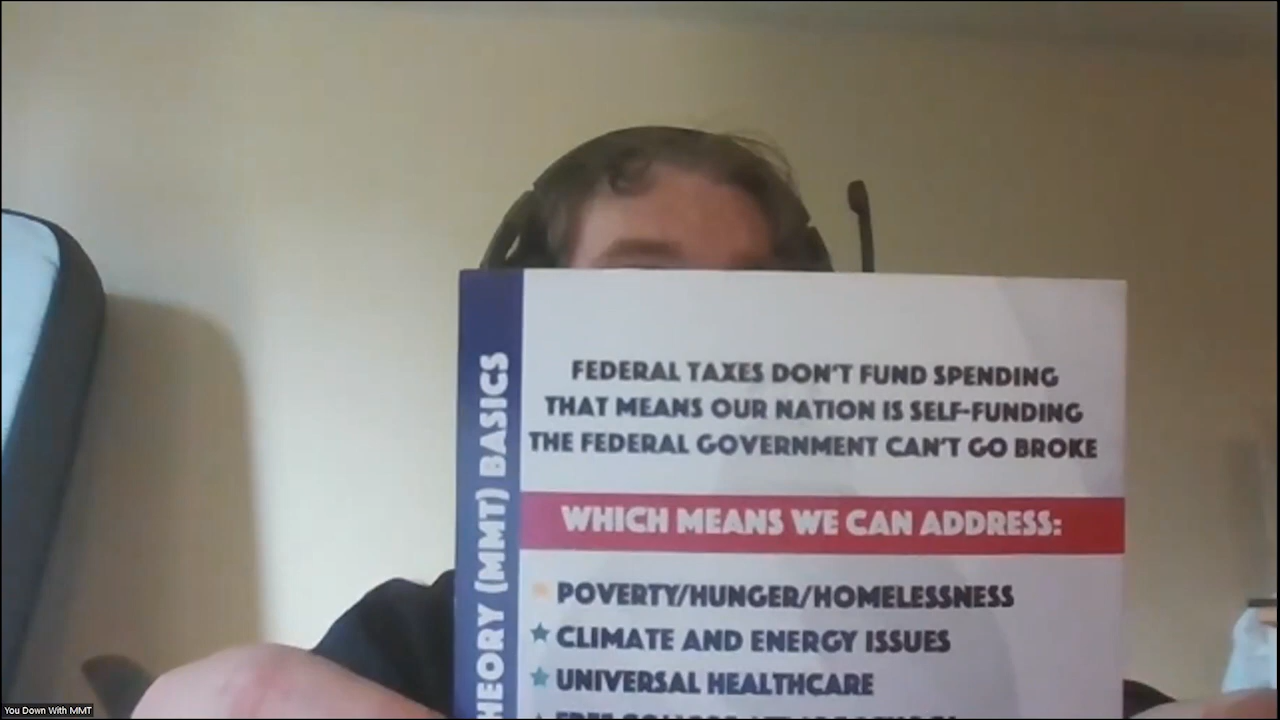 HEORY (MMT) BASICS
FEDERAL TAXES DON'T FUND SPENDING
THAT MEANS OUR NATION IS SELF-FUNDING
THE FEDERAL GOVERNMENT CAN'T GO BROKE
WHICH MEANS WE CAN ADDRESS:
POVERTY/HUNGER/HOMELESSNESS
CLIMATE AND ENERGY ISSUES
UNIVERSAL HEALTHCARE
You Down With MMT